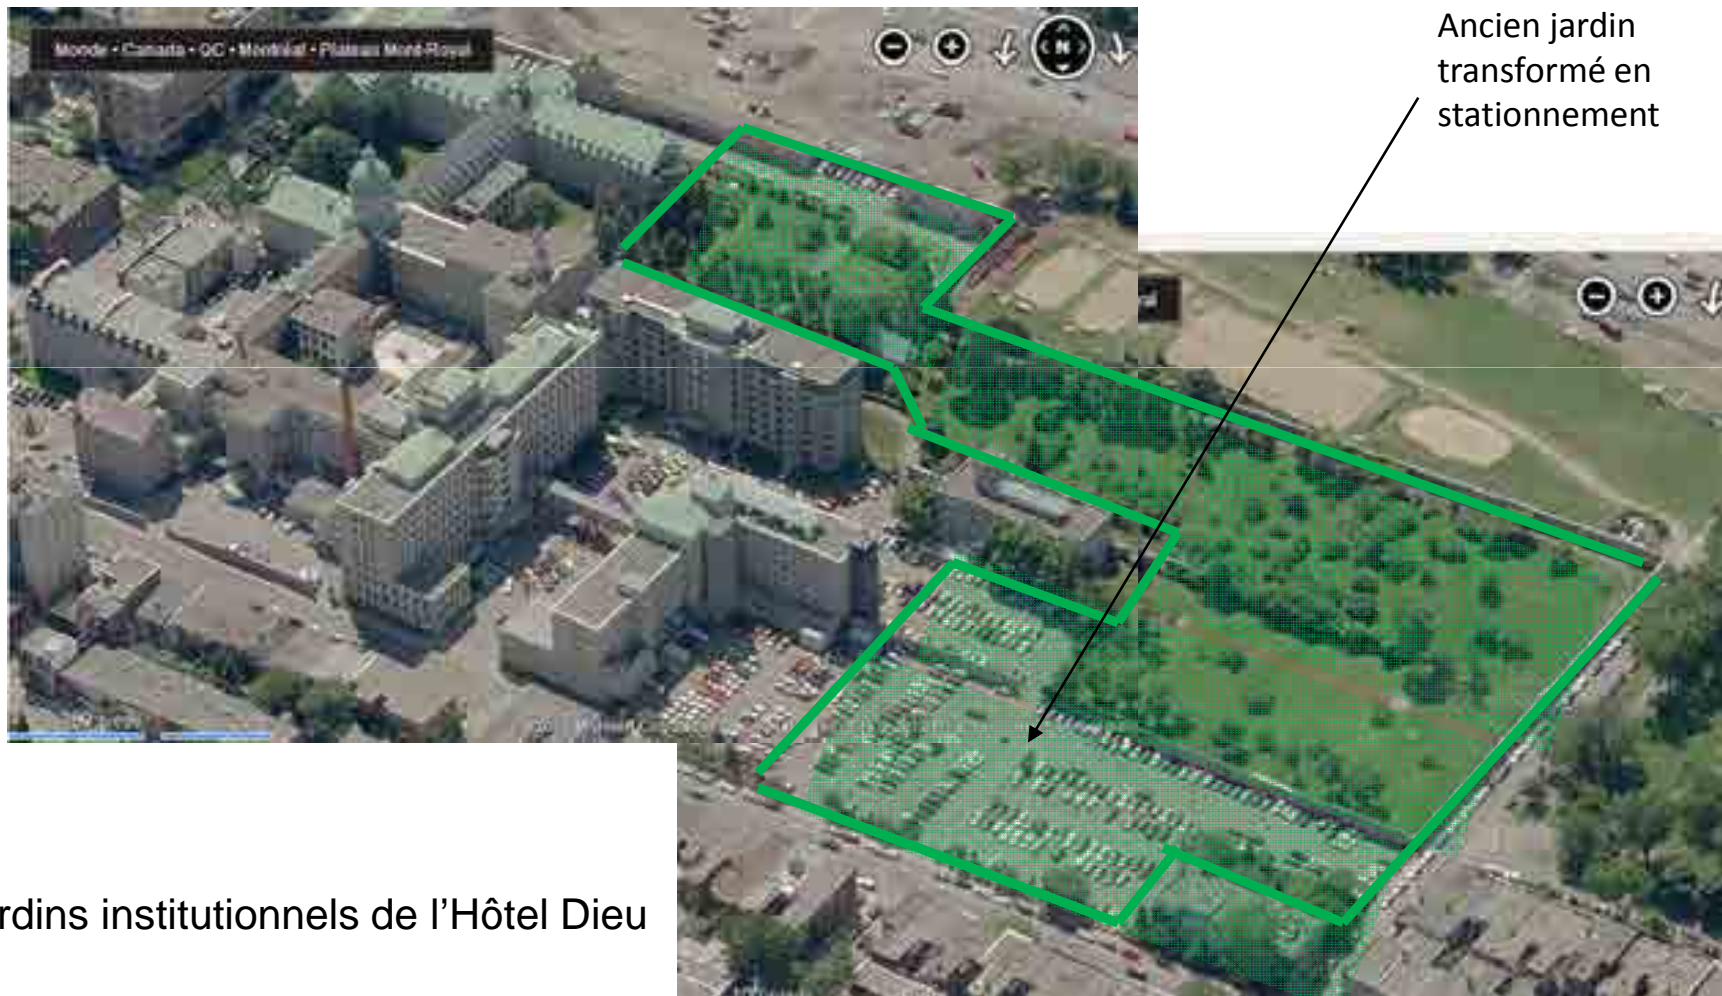 Monde • Canada • QC • Montréal • Plateau Mont-Royal
N
Ancien jardin
transformé en
stationnement
rdins institutionnels de l'Hôtel Dieu